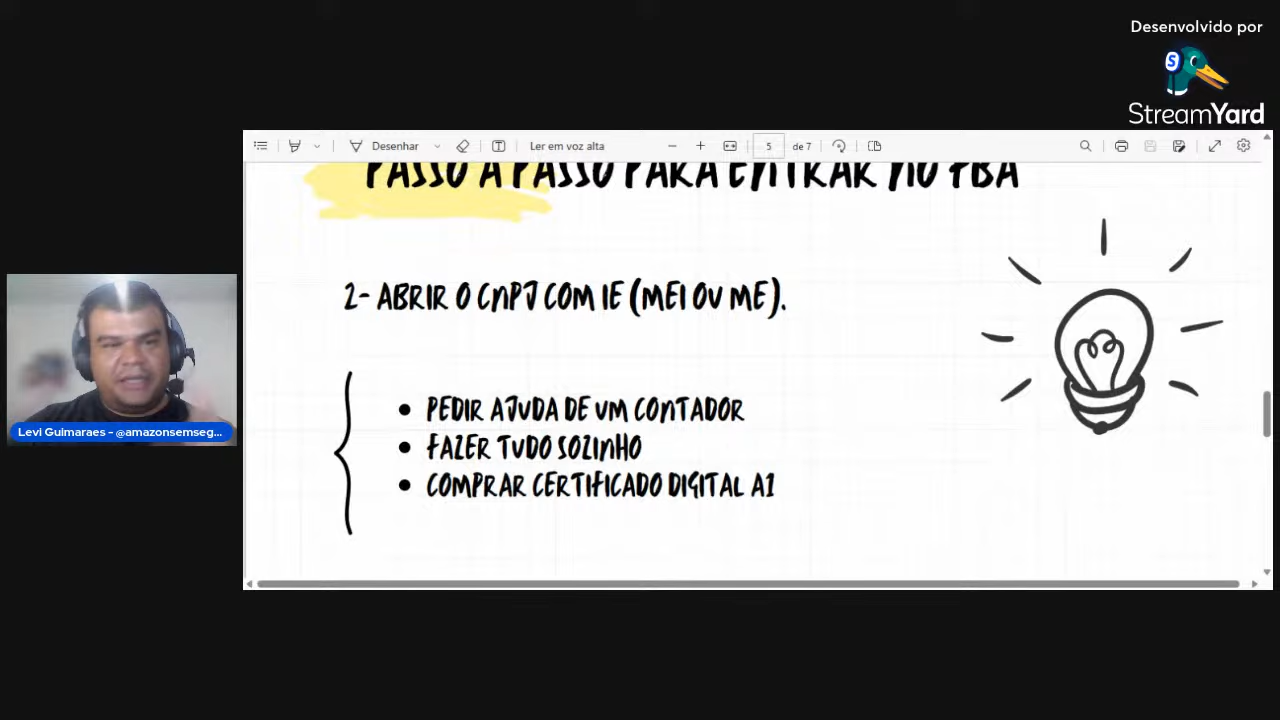 Desenvolvido por
StreamYard
Desenhar
Ler em voz alta
5 de 7
PASSO A PASSO PARA ENTRAR NO FBA
2- ABRIR O CNPJ COM IE (MEI OU ME).
• PEDIR AJUDA DE UM CONTADOR
• FAZER TUDO SOZINHO
• COMPRAR CERTIFICADO DIGITAL A1
Levi Guimaraes - @amazonsemseg...